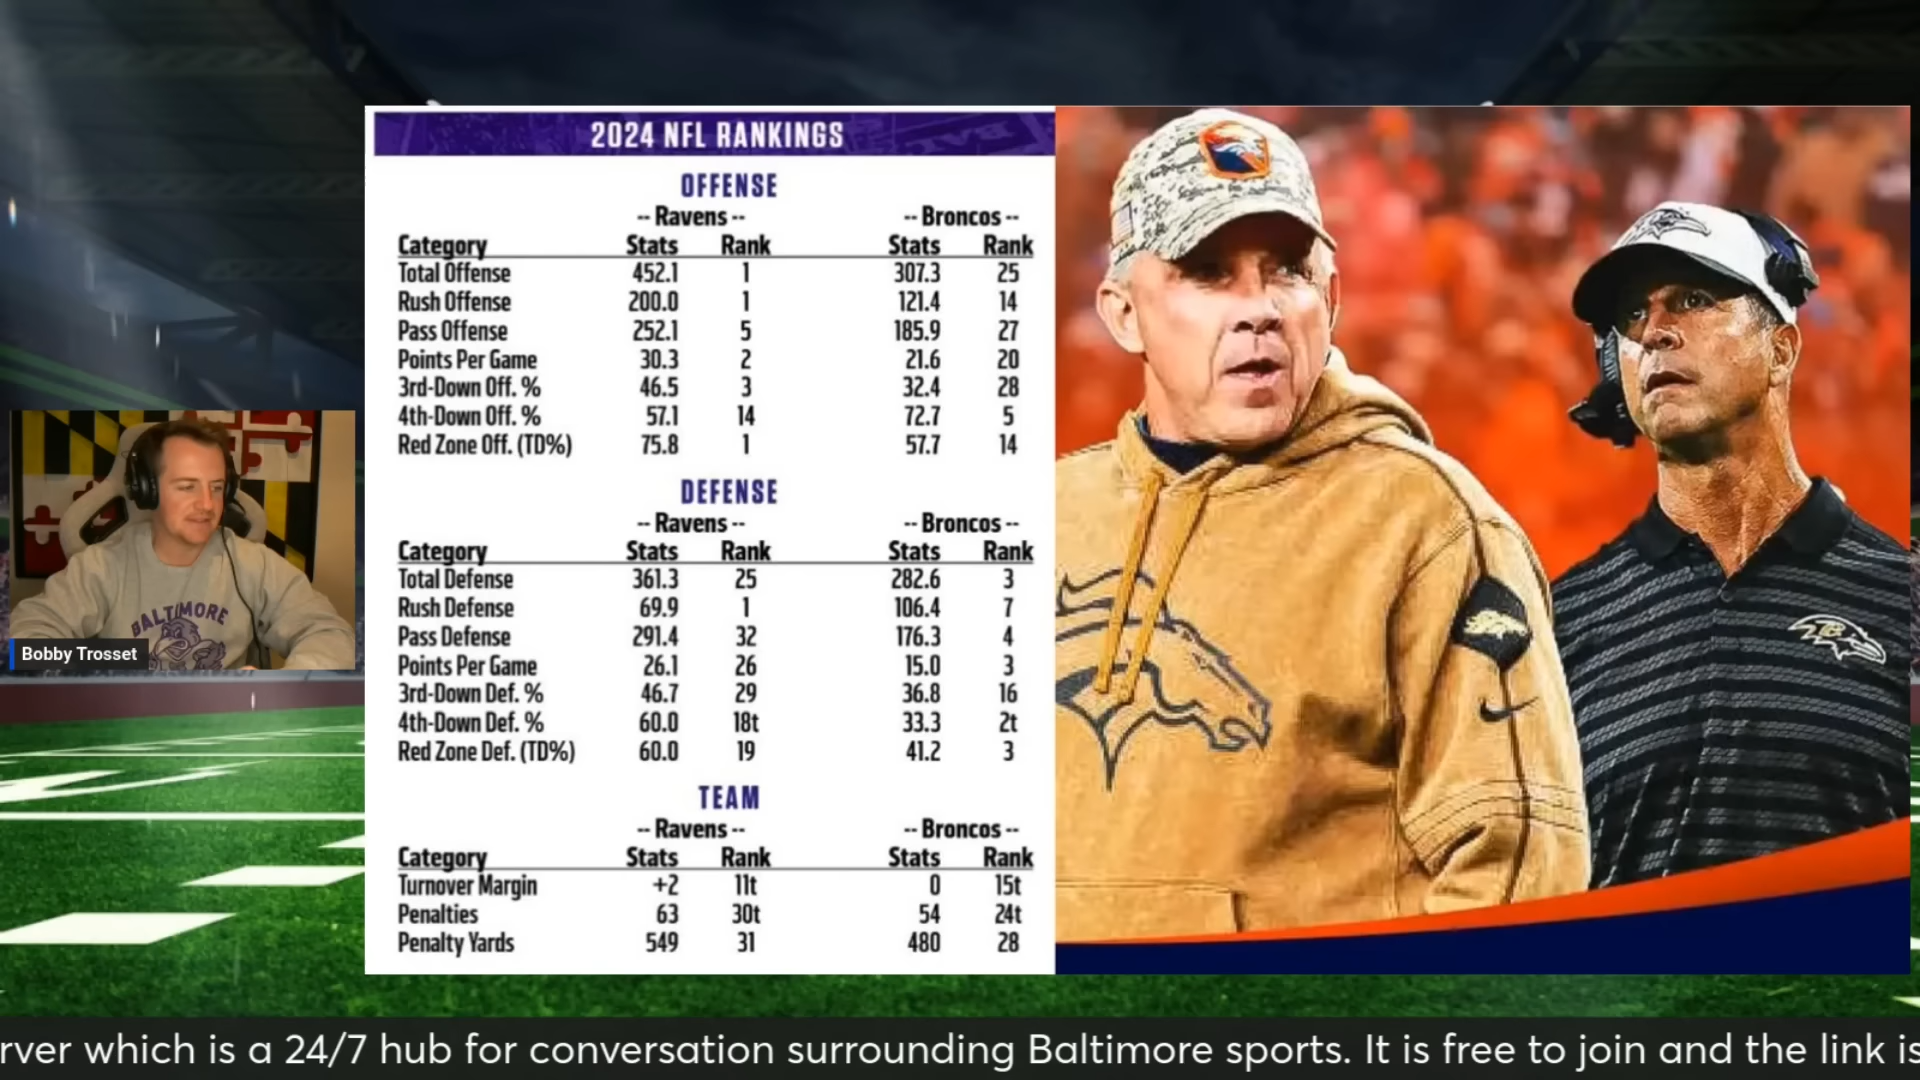 2024 NFL RANKINGS
OFFENSE
-- Ravens -- -- Broncos --
Category Stats Rank Stats Rank
Total Offense 452.1 1 307.3 25
Rush Offense 200.0 1 121.4 14
Pass Offense 252.1 5 185.9 27
Points Per Game 30.3 2 21.6 20
3rd-Down Off. % 46.5 3 32.4 28
4th-Down Off. % 57.1 14 72.7 5
Red Zone Off. (TD%) 75.8 1 57.7 14
DEFENSE
-- Ravens -- -- Broncos --
Category Stats Rank Stats Rank
Total Defense 361.3 25 282.6 3
Rush Defense 69.9 1 106.4 7
Pass Defense 291.4 32 176.3 4
Points Per Game 26.1 26 15.0 3
3rd-Down Def. % 46.7 29 36.8 16
4th-Down Def. % 60.0 18t 33.3 2t
Red Zone Def. (TD%) 60.0 19 41.2 3
TEAM
-- Ravens -- -- Broncos --
Category Stats Rank Stats Rank
Turnover Margin +2 11t 0 15t
Penalties 63 30t 54 24t
Penalty Yards 549 31 480 28
BALTIMORE
Bobby Trosset
rver which is a 24/7 hub for conversation surrounding Baltimore sports. It is free to join and the link is